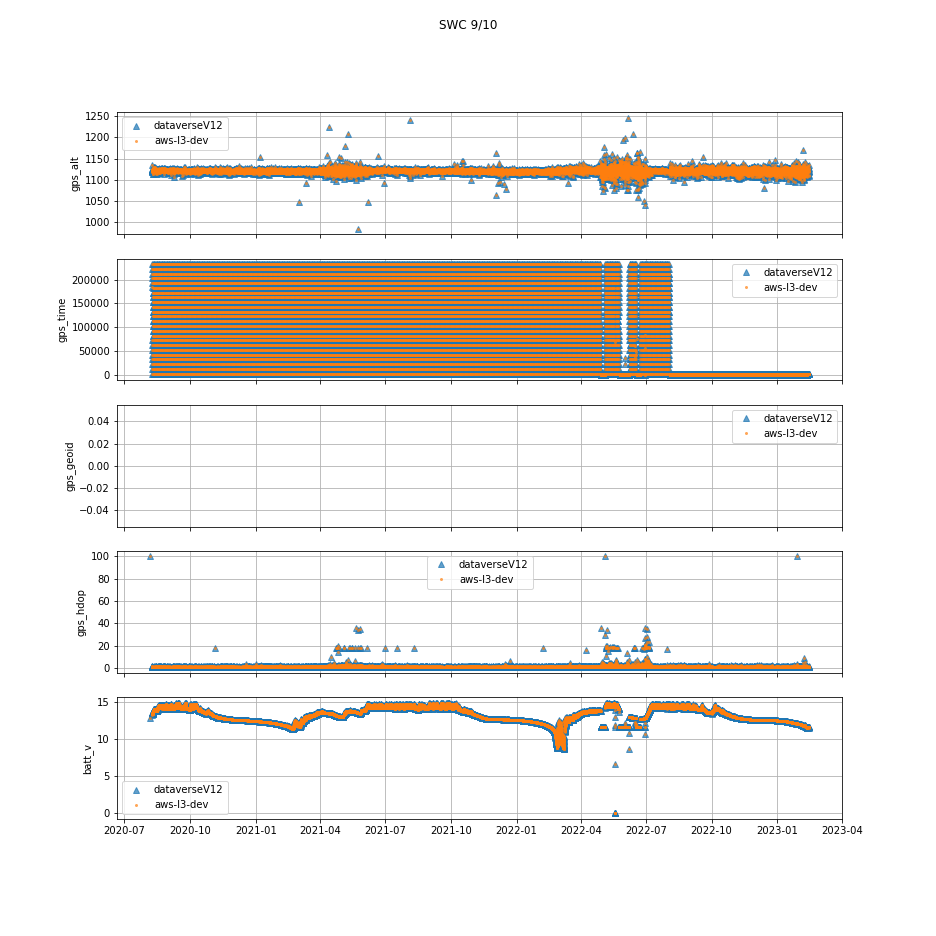 SWC 9/10
1250
1200
1150
1100
1050
1000
gps_alt
dataverseV12
aws-l3-dev
200000
150000
100000
50000
0
gps_time
dataverseV12
aws-l3-dev
0.04
0.02
0.00
−0.02
−0.04
gps_geoid
dataverseV12
aws-l3-dev
100
80
60
40
20
0
gps_hdop
dataverseV12
aws-l3-dev
15
10
5
0
batt_v
dataverseV12
aws-l3-dev
2020-07 2020-10 2021-01 2021-04 2021-07 2021-10 2022-01 2022-04 2022-07 2022-10 2023-01 2023-04